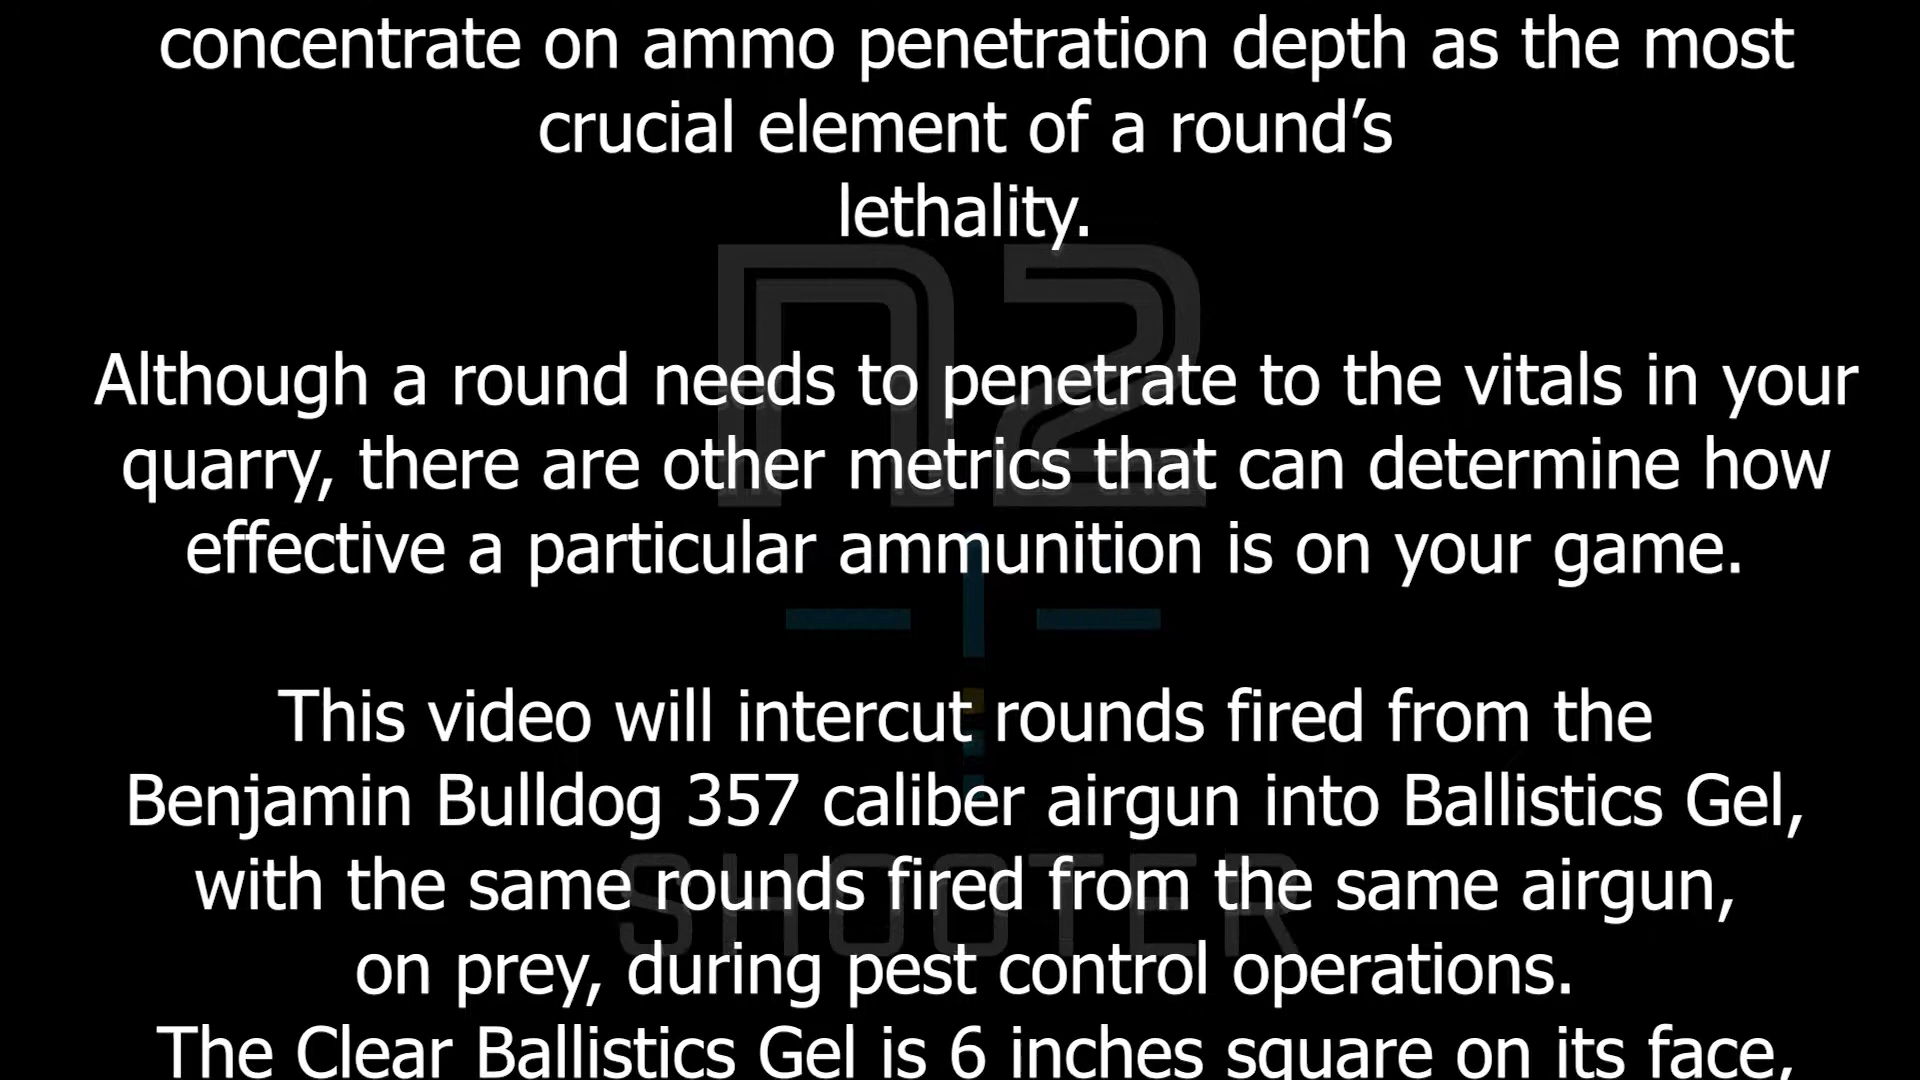 concentrate on ammo penetration depth as the most
crucial element of a round’s
lethality.
n2
Although a round needs to penetrate to the vitals in your
quarry, there are other metrics that can determine how
effective a particular ammunition is on your game.
This video will intercut rounds fired from the
Benjamin Bulldog 357 caliber airgun into Ballistics Gel,
with the same rounds fired from the same airgun,
SHOOTER
on prey, during pest control operations.
The Clear Ballistics Gel is 6 inches square on its face,